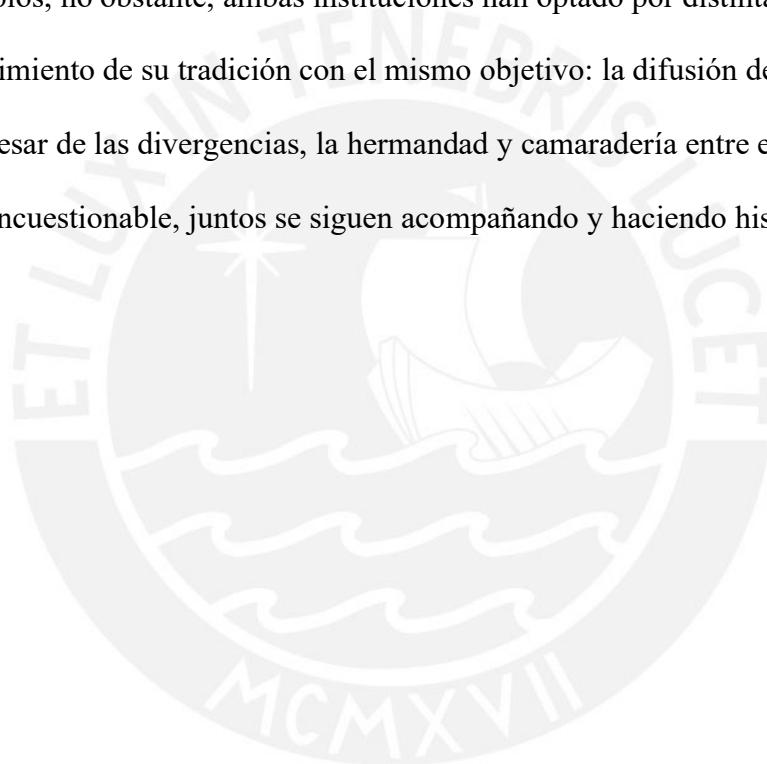 no obstante, ambas instituciones han optado por
imiento de su tradición con el mismo objetivo: la difusión de
esar de las divergencias, la hermandad y camaradería entre e
ncuestionable, juntos se siguen acompañando y haciendo his
ET LUX IN TENEBRIS LUCET
MCMXVII